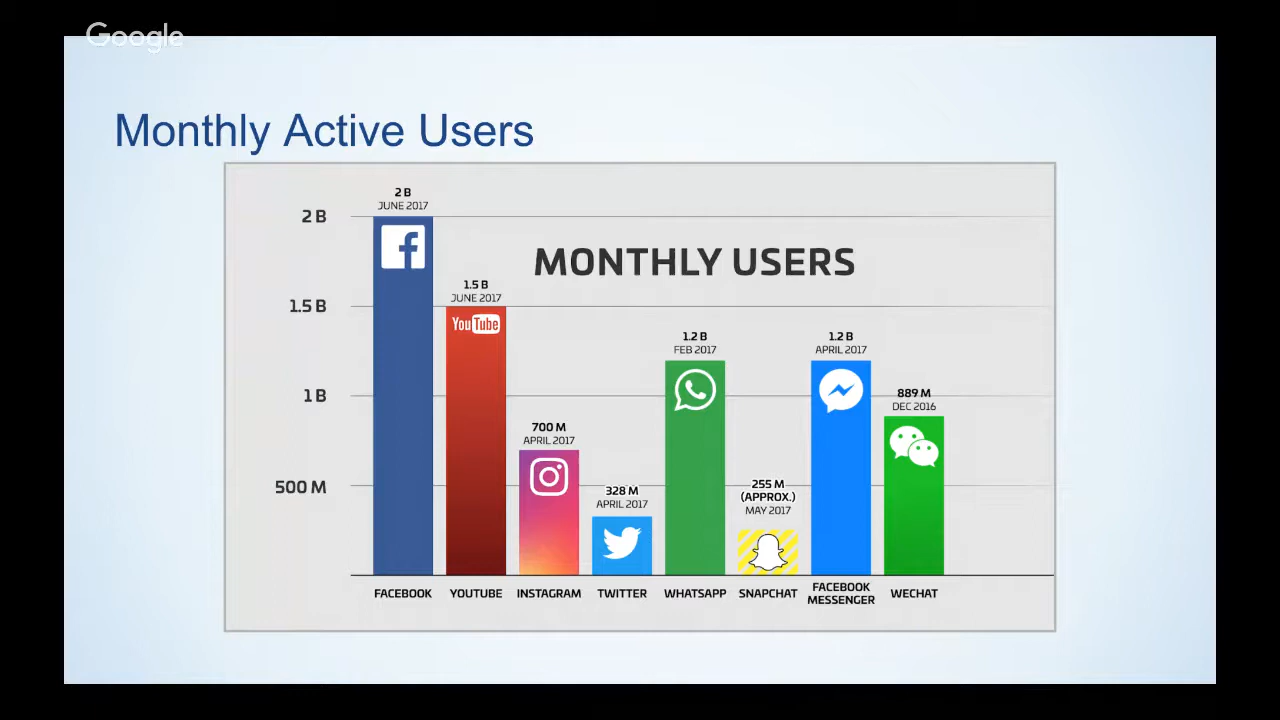 Google
Monthly Active Users
MONTHLY USERS
2 B
1.5 B
1 B
500 M
2 B
JUNE 2017
1.5 B
JUNE 2017
YouTube
700 M
APRIL 2017
328 M
APRIL 2017
1.2 B
FEB 2017
255 M
(APPROX.)
MAY 2017
1.2 B
APRIL 2017
889 M
DEC 2016
FACEBOOK
YOUTUBE
INSTAGRAM
TWITTER
WHATSAPP
SNAPCHAT
FACEBOOK
MESSENGER
WECHAT